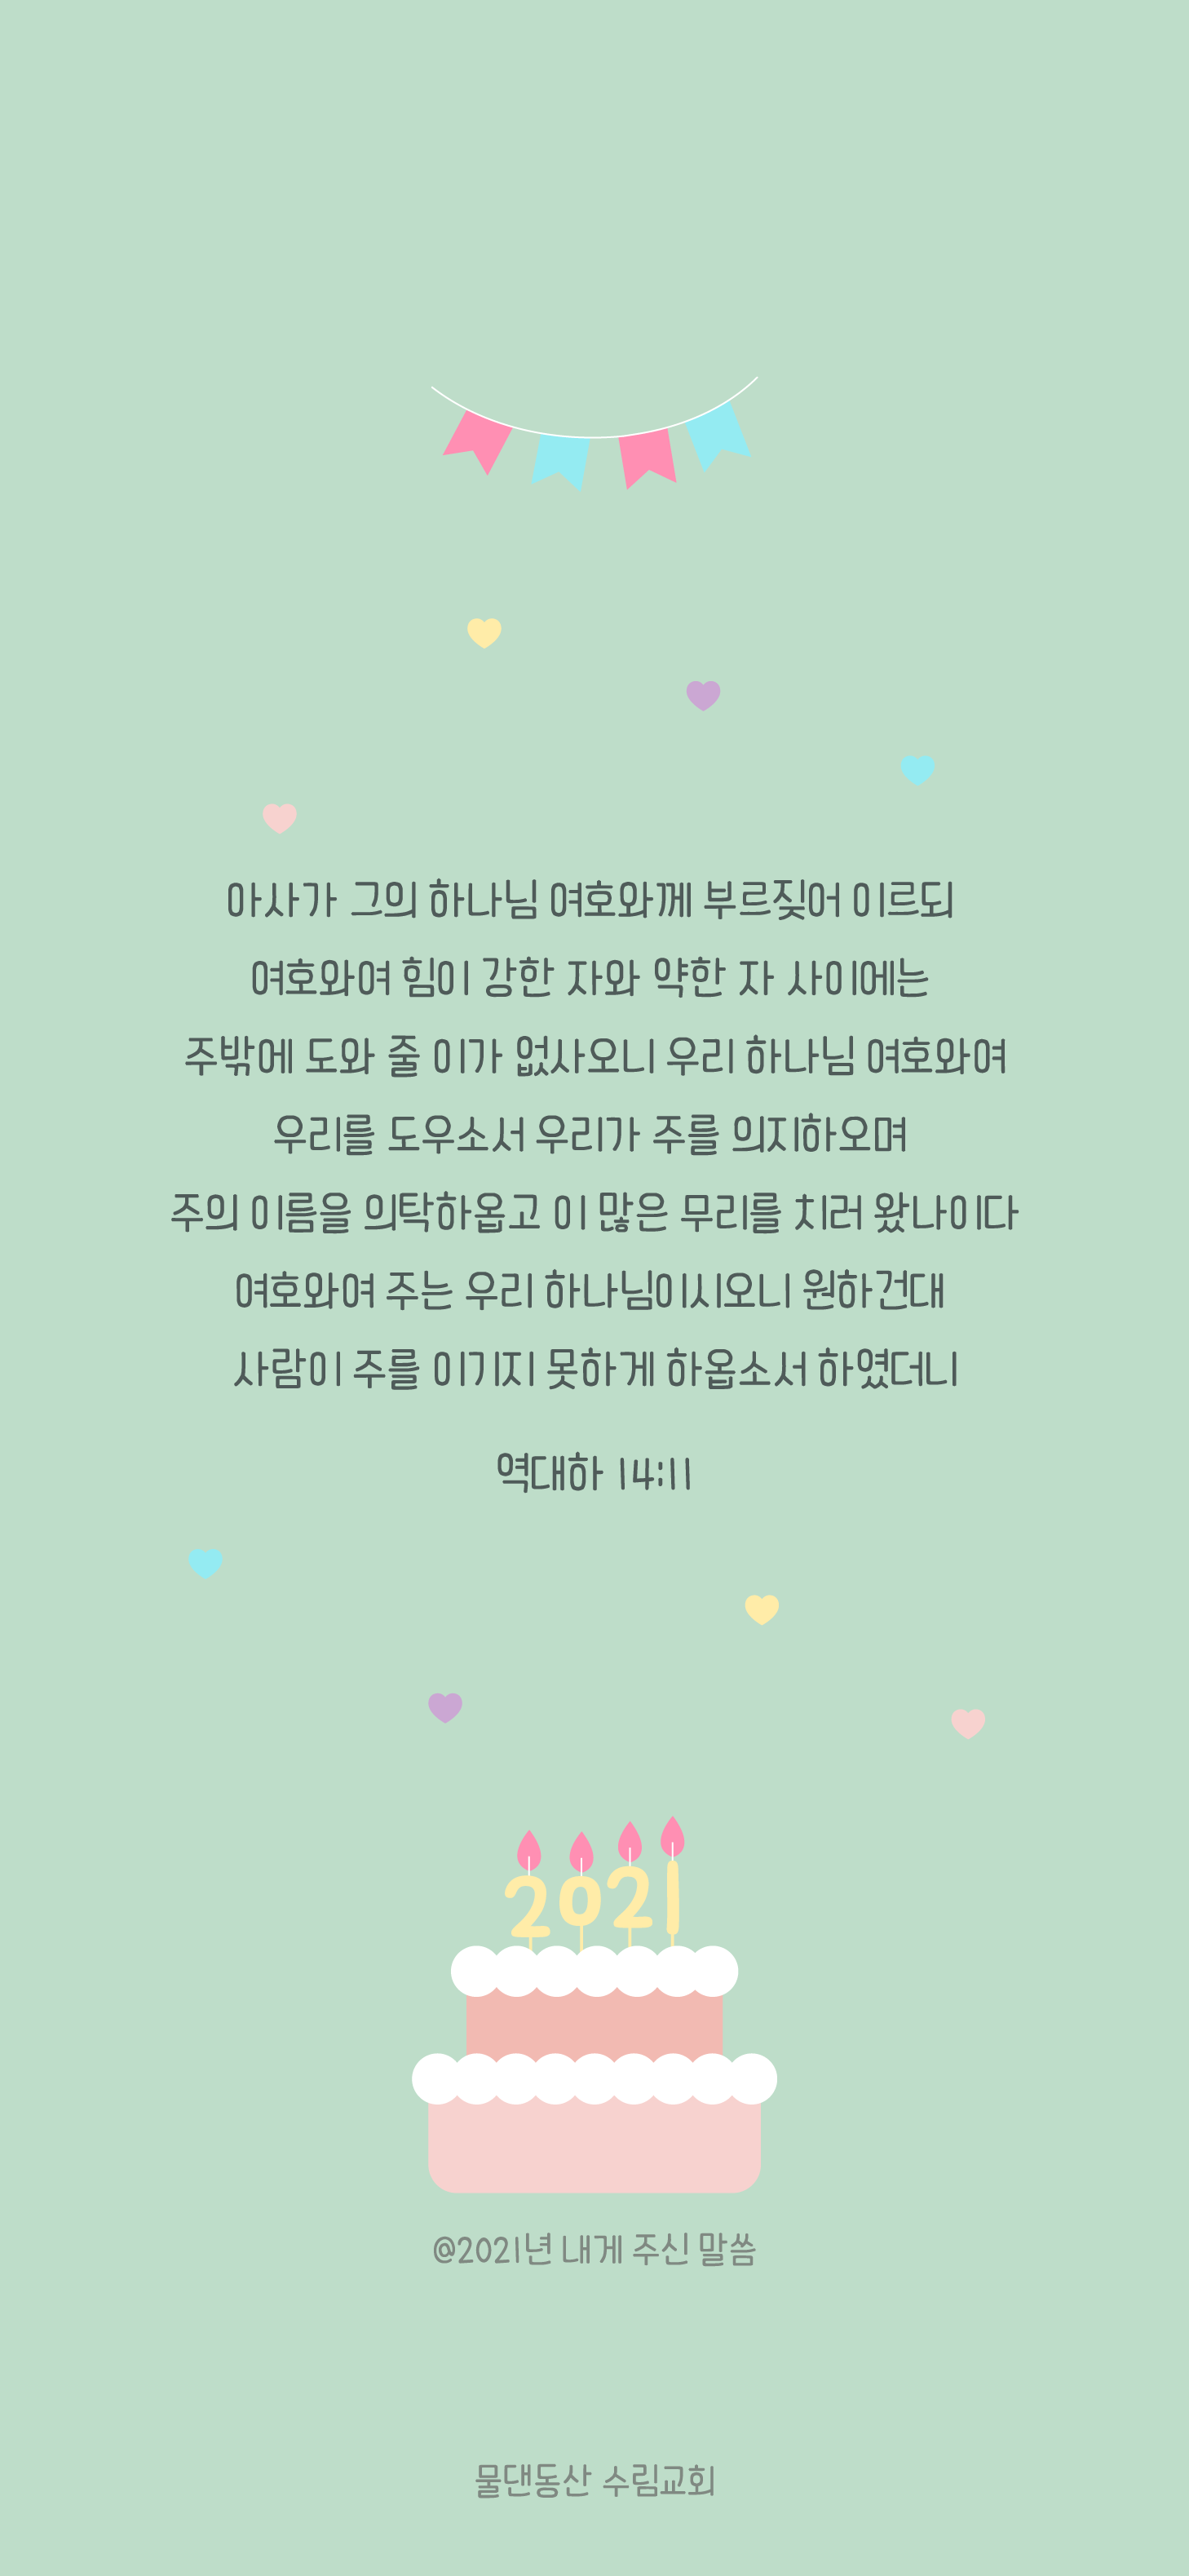 아사가 그의 하나님 여호와께 부르짖어 이르되
여호와여 힘이 강한 자와 약한 자 사이에는
주밖에 도와 줄 이가 없사오니 우리 하나님 여호와여
우리를 도우소서 우리가 주를 의지하오며
주의 이름을 의탁하옵고 이 많은 무리를 치러 왔나이다
여호와여 주는 우리 하나님이시오니 원하건대
사람이 주를 이기지 못하게 하옵소서 하였더니
역대하 14:11
2021
@2021년 내게 주신 말씀
물댄동산 수림교회